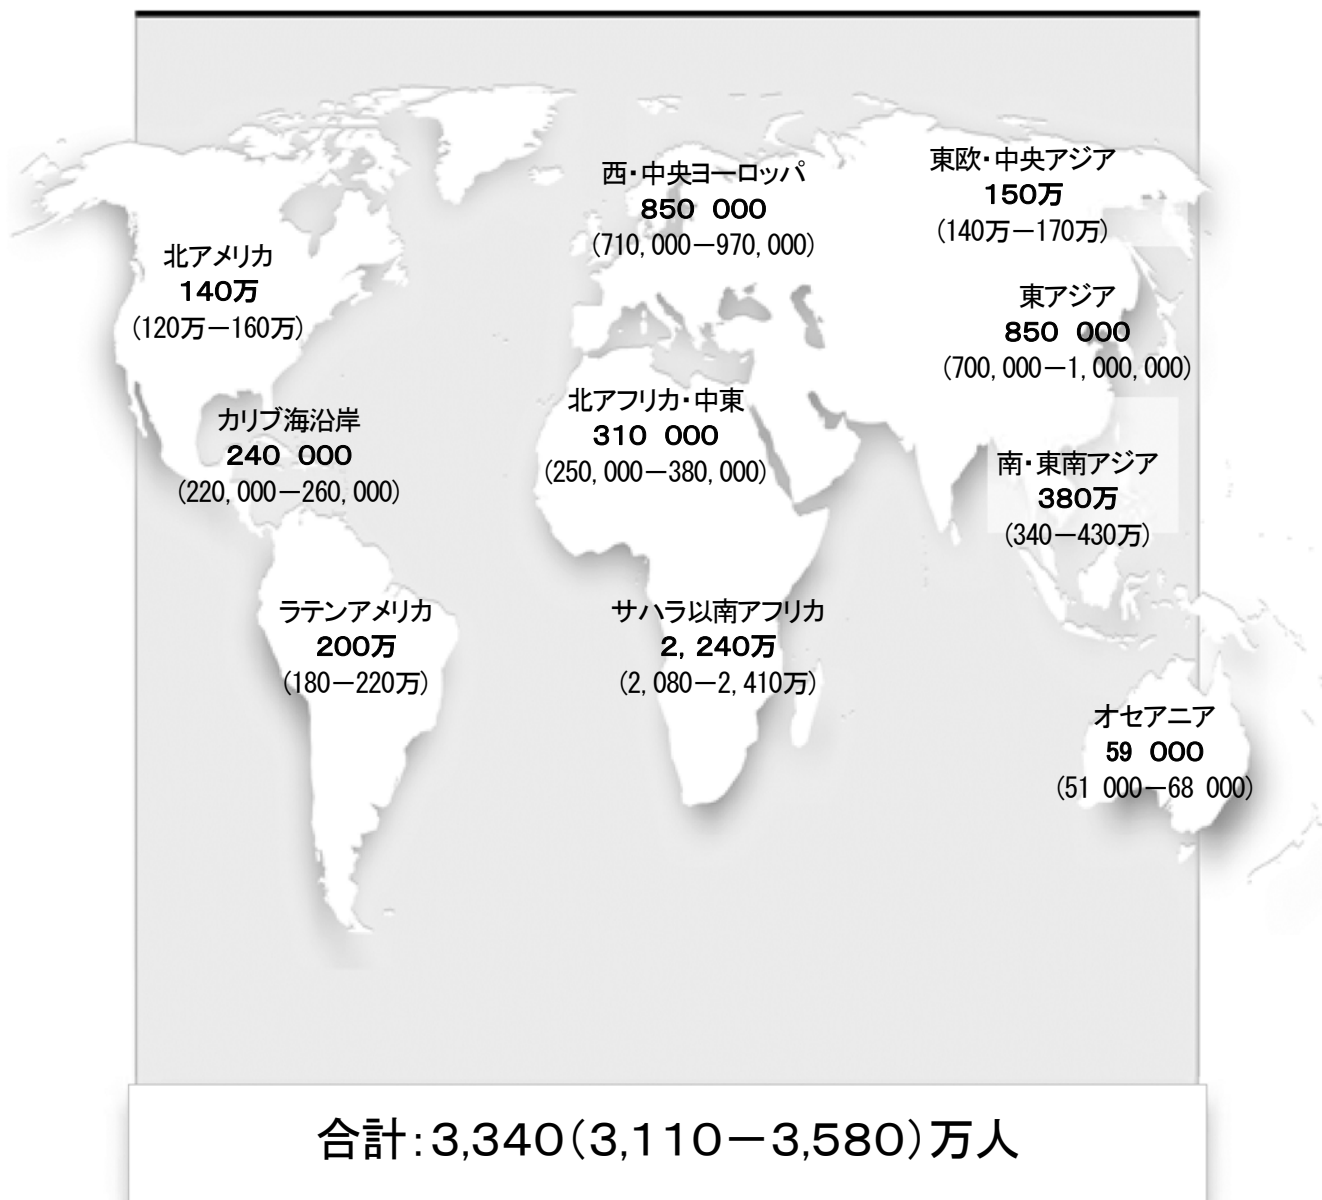 西・中央ヨーロッパ
850 000
(710,000－970,000)
東欧・中央アジア
150万
(140万－170万)
北アメリカ
140万
(120万－160万)
東アジア
850 000
(700,000－1,000,000)
カリブ海沿岸
240 000
(220,000－260,000)
北アフリカ・中東
310 000
(250,000－380,000)
南・東南アジア
380万
(340－430万)
ラテンアメリカ
200万
(180－220万)
サハラ以南アフリカ
2,240万
(2,080－2,410万)
オセアニア
59 000
(51 000－68 000)
合計:3,340(3,110－3,580)万人